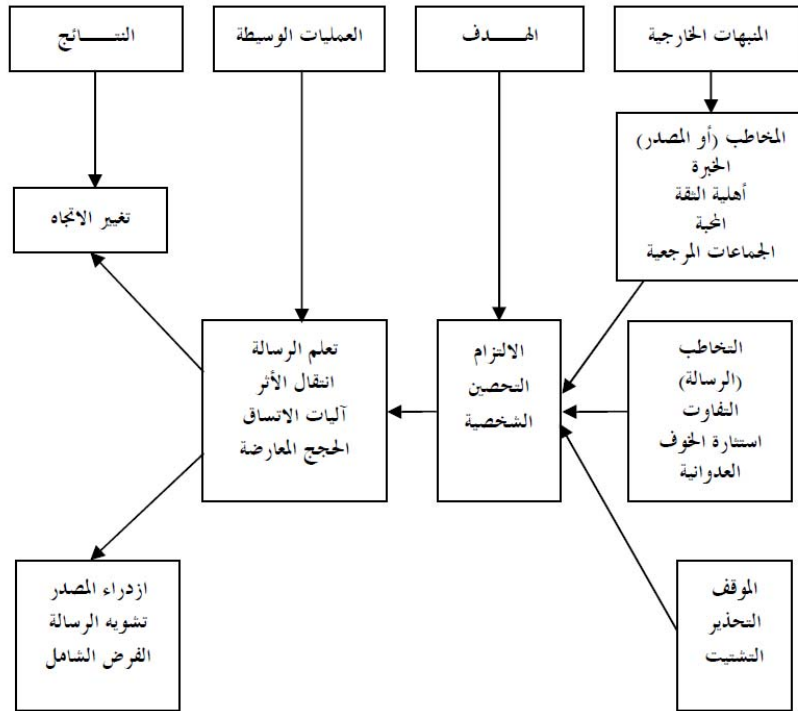 المنبهات الخارجية
الهـــــدف
العمليات الوسيطة
النتـــــائج
المخاطب (أو المصدر)
الخبرة
أهلية الثقة
المحبة
الجماعات المرجعية
تغيير الاتجاه
التخاطب
(الرسالة)
التفاوت
استثارة الخوف
العدوانية
الالتزام
التحصين
الشخصية
تعلم الرسالة
انتقال الأثر
آليات الاتساق
الحجج المعارضة
الموقف
التحذير
التشتيت
ازدراء المصدر
تشويه الرسالة
الفرض الشامل